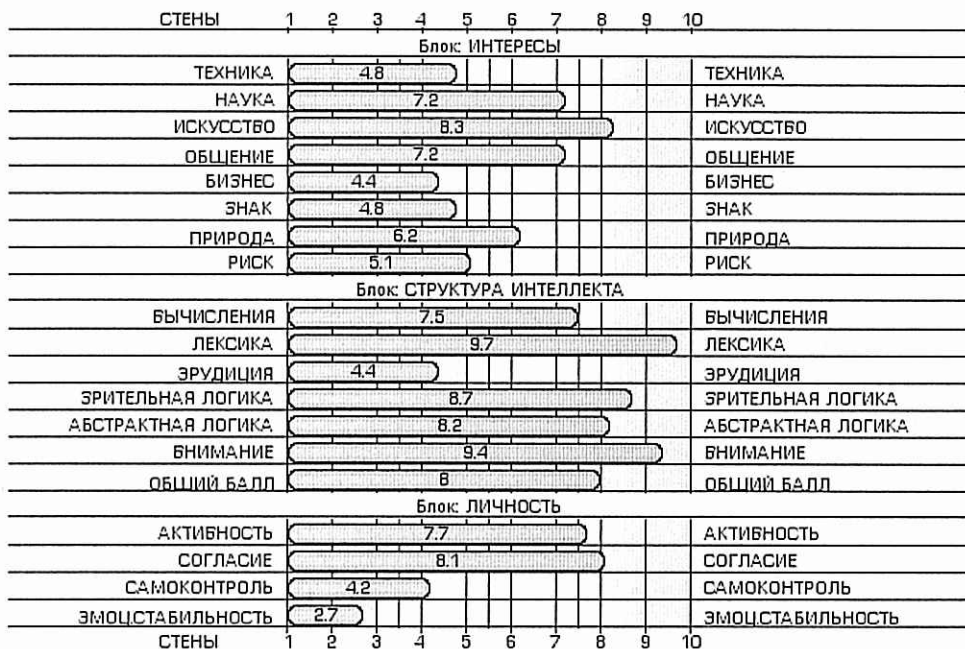 СТЕНЫ 1 2 3 4 5 6 7 8 9 10
Блок: ИНТЕРЕСЫ
ТЕХНИКА 4.8 ТЕХНИКА
НАУКА 7.2 НАУКА
ИСКУССТВО 8.3 ИСКУССТВО
ОБЩЕНИЕ 7.2 ОБЩЕНИЕ
БИЗНЕС 4.4 БИЗНЕС
ЗНАК 4.8 ЗНАК
ПРИРОДА 6.2 ПРИРОДА
РИСК 5.1 РИСК
Блок: СТРУКТУРА ИНТЕЛЛЕКТА
ВЫЧИСЛЕНИЯ 7.5 ВЫЧИСЛЕНИЯ
ЛЕКСИКА 9.7 ЛЕКСИКА
ЭРУДИЦИЯ 4.4 ЭРУДИЦИЯ
ЗРИТЕЛЬНАЯ ЛОГИКА 8.7 ЗРИТЕЛЬНАЯ ЛОГИКА
АБСТРАКТНАЯ ЛОГИКА 8.2 АБСТРАКТНАЯ ЛОГИКА
ВНИМАНИЕ 9.4 ВНИМАНИЕ
ОБЩИЙ БАЛЛ 8 ОБЩИЙ БАЛЛ
Блок: ЛИЧНОСТЬ
АКТИВНОСТЬ 7.7 АКТИВНОСТЬ
СОГЛАСИЕ 8.1 СОГЛАСИЕ
САМОКОНТРОЛЬ 4.2 САМОКОНТРОЛЬ
ЭМОЦ.СТАБИЛЬНОСТЬ 2.7 ЭМОЦ.СТАБИЛЬНОСТЬ
СТЕНЫ 1 2 3 4 5 6 7 8 9 10